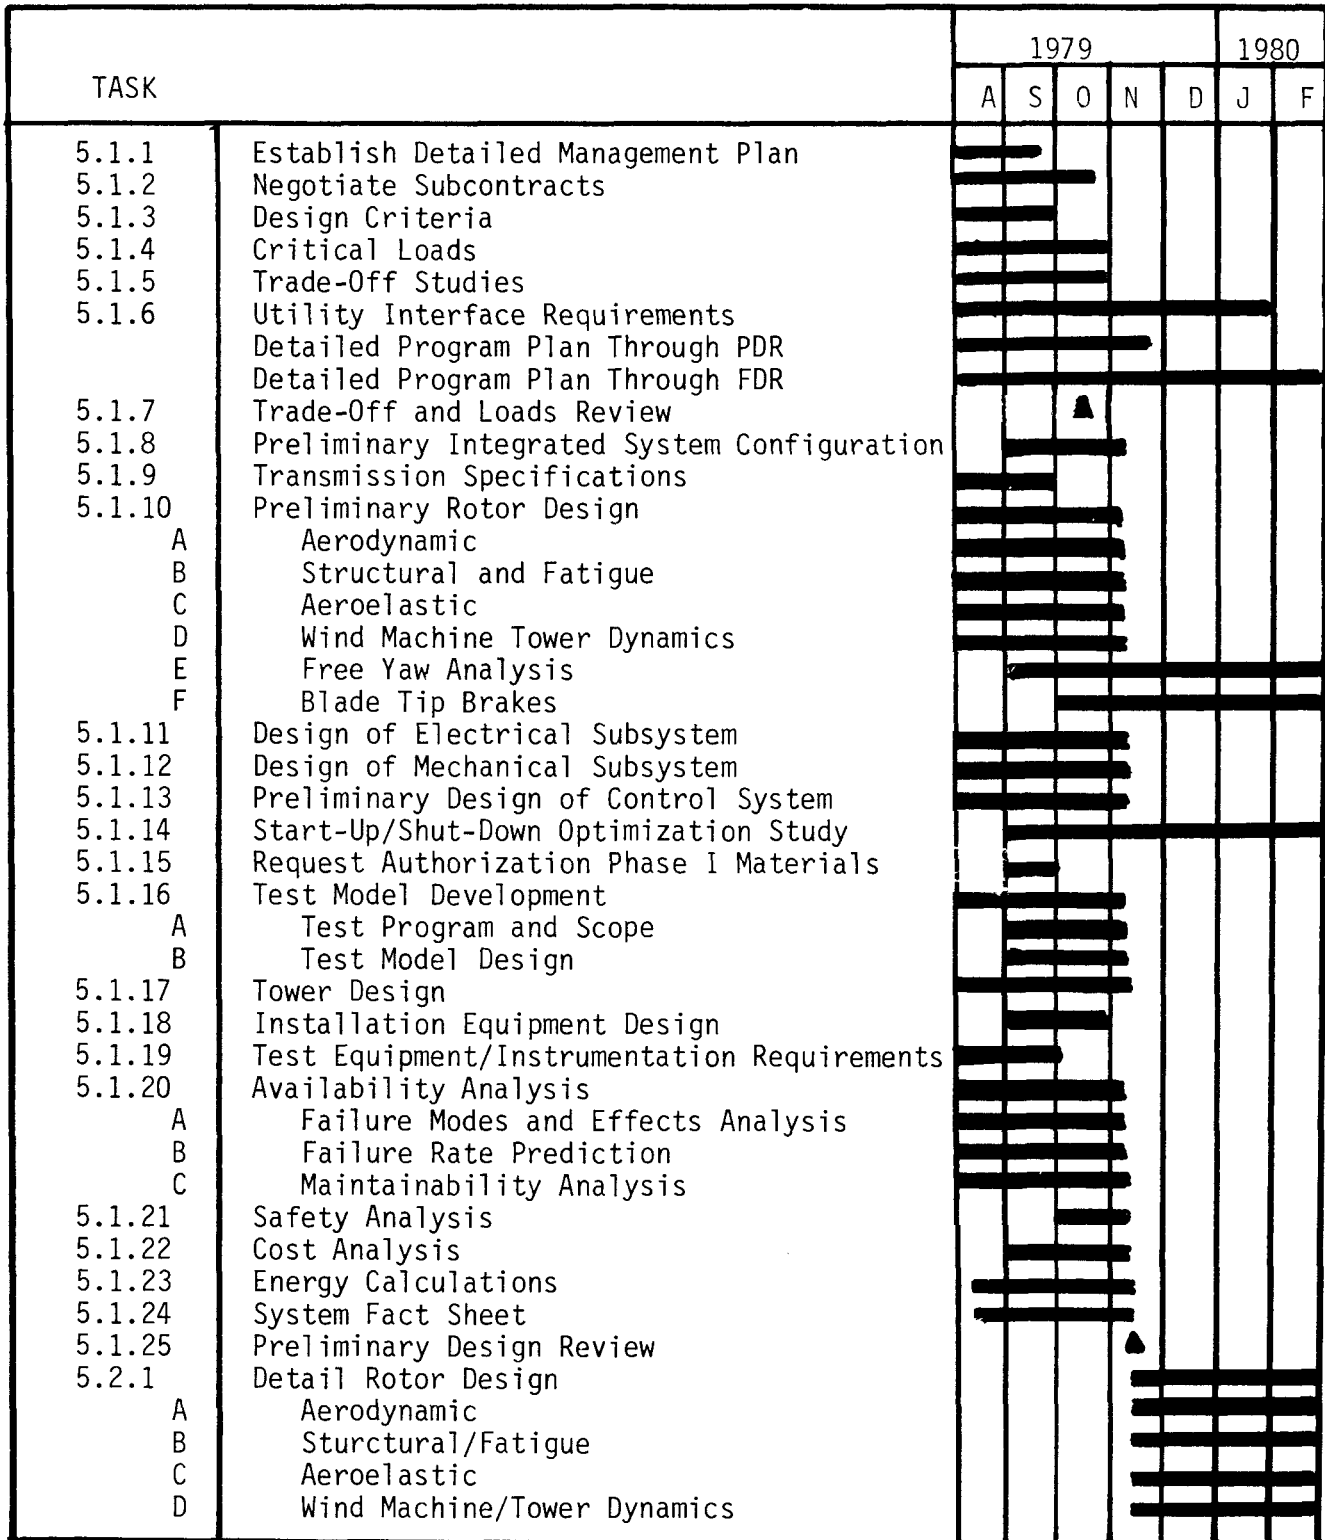 1979 1980
TASK A S O N D J F
5.1.1 Establish Detailed Management Plan
5.1.2 Negotiate Subcontracts
5.1.3 Design Criteria
5.1.4 Critical Loads
5.1.5 Trade-Off Studies
5.1.6 Utility Interface Requirements
Detailed Program Plan Through PDR
Detailed Program Plan Through FDR
5.1.7 Trade-Off and Loads Review
5.1.8 Preliminary Integrated System Configuration
5.1.9 Transmission Specifications
5.1.10 Preliminary Rotor Design
A Aerodynamic
B Structural and Fatigue
C Aeroelastic
D Wind Machine Tower Dynamics
E Free Yaw Analysis
F Blade Tip Brakes
5.1.11 Design of Electrical Subsystem
5.1.12 Design of Mechanical Subsystem
5.1.13 Preliminary Design of Control System
5.1.14 Start-Up/Shut-Down Optimization Study
5.1.15 Request Authorization Phase I Materials
5.1.16 Test Model Development
A Test Program and Scope
B Test Model Design
5.1.17 Tower Design
5.1.18 Installation Equipment Design
5.1.19 Test Equipment/Instrumentation Requirements
5.1.20 Availability Analysis
A Failure Modes and Effects Analysis
B Failure Rate Prediction
C Maintainability Analysis
5.1.21 Safety Analysis
5.1.22 Cost Analysis
5.1.23 Energy Calculations
5.1.24 System Fact Sheet
5.1.25 Preliminary Design Review
5.2.1 Detail Rotor Design
A Aerodynamic
B Sturctural/Fatigue
C Aeroelastic
D Wind Machine/Tower Dynamics